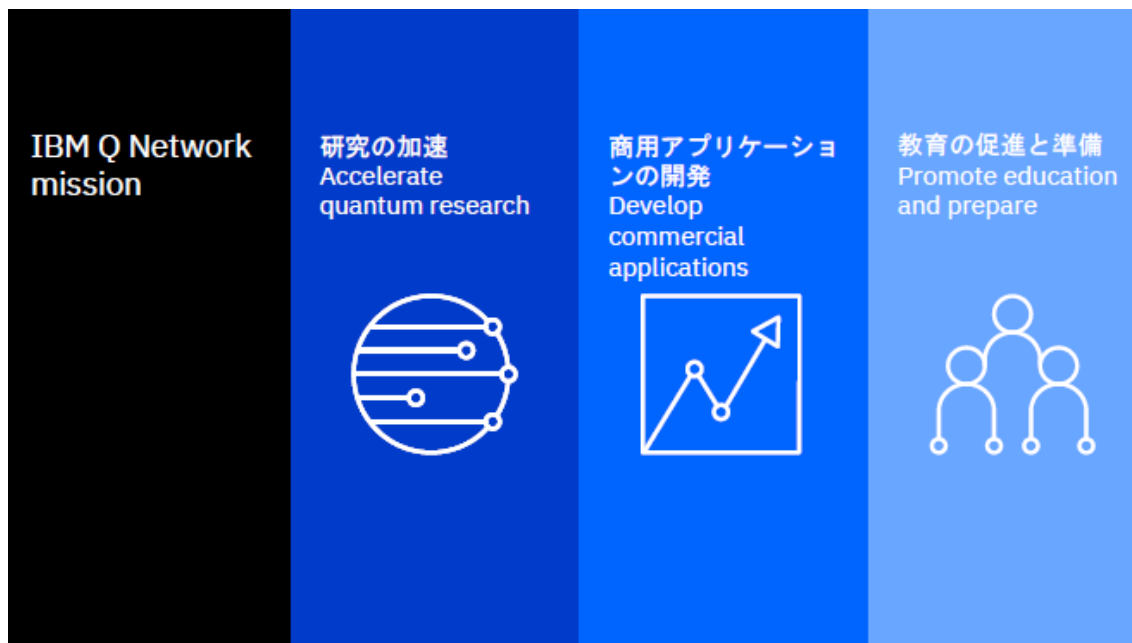 IBM Q Network
mission
研究の加速
Accelerate
quantum research
商用アプリケーショ
ンの開発
Develop
commercial
applications
教育の促進と準備
Promote education
and prepare